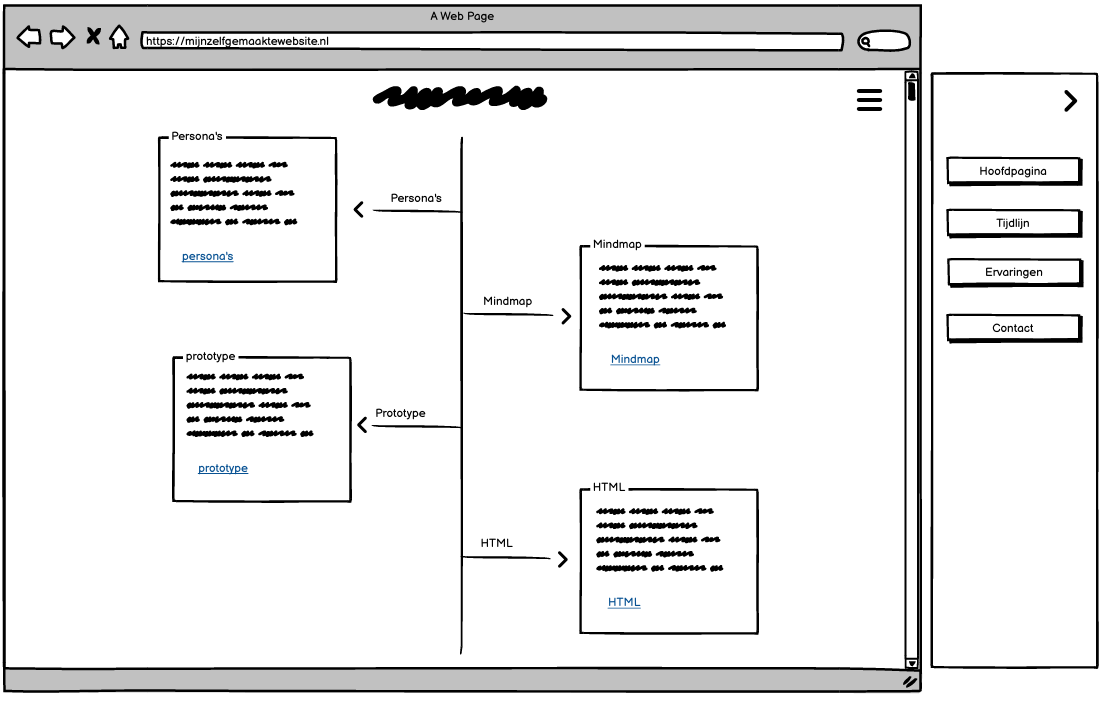 A Web Page
https://mijnzelfgemaaktewebsite.nl
Persona's
persona's
Persona's
Mindmap
Mindmap
Mindmap
prototype
prototype
Prototype
HTML
HTML
HTML
Hoofdpagina
Tijdlijn
Ervaringen
Contact